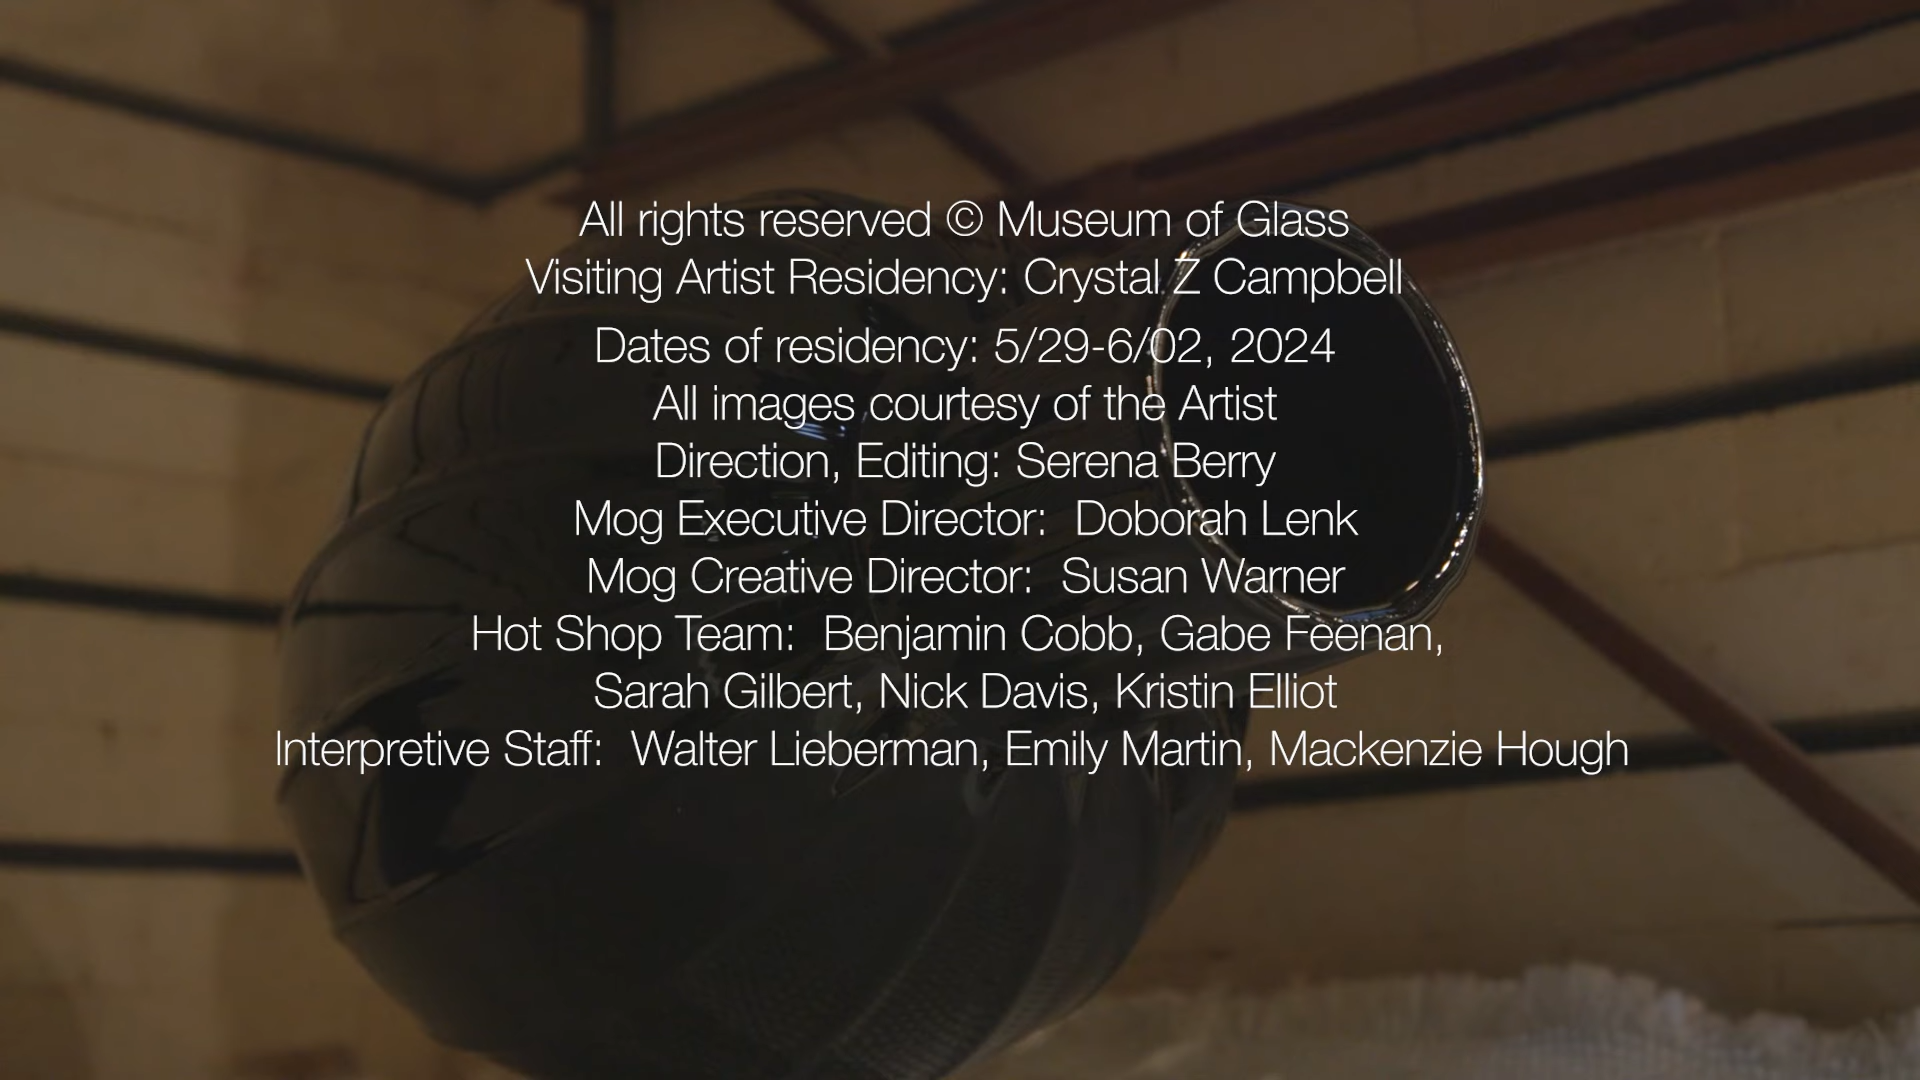 All rights reserved © Museum of Glass
Visiting Artist Residency: Crystal Z Campbell
Dates of residency: 5/29-6/02, 2024
All images courtesy of the Artist
Direction, Editing: Serena Berry
Mog Executive Director: Doborah Lenk
Mog Creative Director: Susan Warner
Hot Shop Team: Benjamin Cobb, Gabe Feenan,
Sarah Gilbert, Nick Davis, Kristin Elliot
Interpretive Staff: Walter Lieberman, Emily Martin, Mackenzie Hough